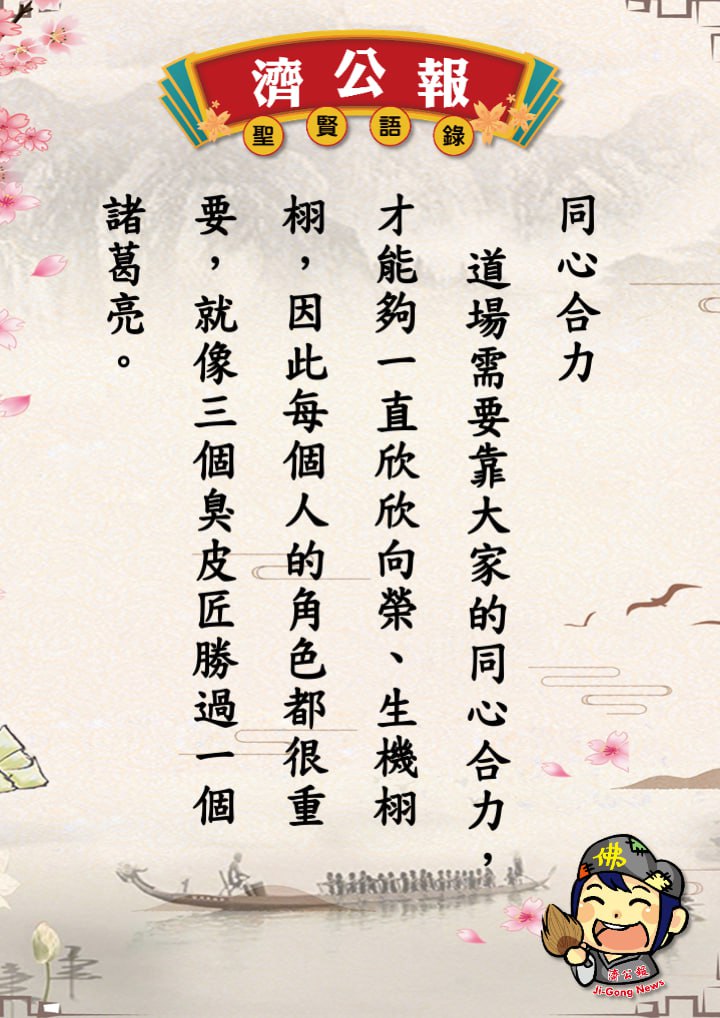 濟公報
聖賢語錄
同心合力
道場需要靠大家的同心合力，
才能夠一直欣欣向榮、生機栩
栩，因此每個人的角色都很重
要，就像三個臭皮匠勝過一個
諸葛亮。
佛
濟公報
Ji-Gong News